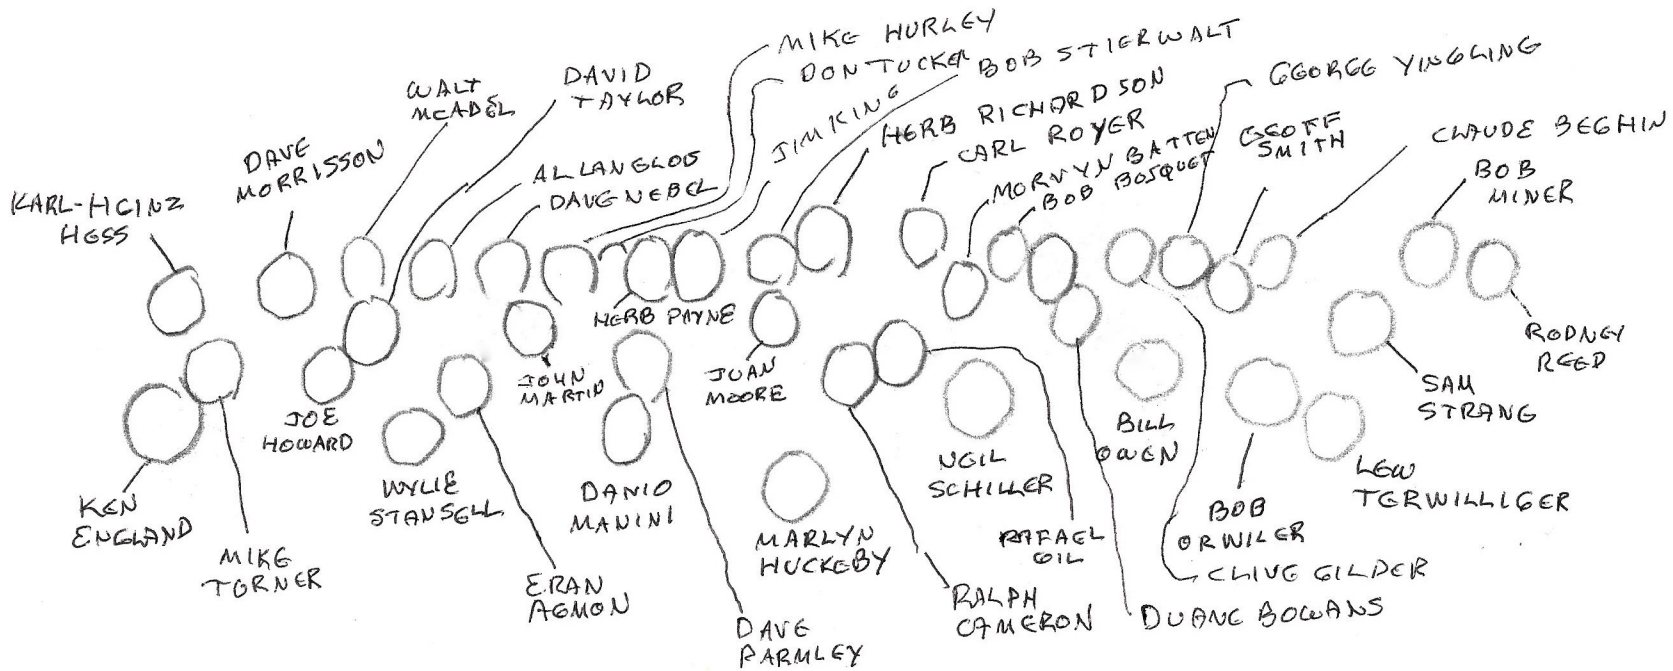 MIKE HURLEY
DON TUCKER
BOB STIERWALT
GEORGE YINGLING
DAVID
TAYLOR
WALT
MCADEL
JIM KING
HERB RICHARDSON
CARL ROYER
MORVYN BATTEN
BOB BOSQUET
GEOFF
SMITH
CLAUDE BEGHIN
BOB
MINER
DAVE
MORRISSON
AL LANGLOIS
DAVE NEBEL
KARL-HEINZ
HESS
HERB PAYNE
RODNEY
REED
JOHN
MARTIN
JUAN
MOORE
SAM
STRANG
JOE
HOWARD
BILL
OWEN
NEIL
SCHILLER
WYLIE
STANSELL
DANIO
MANINI
LEW
TERWILLIGER
KEN
ENGLAND
BOB
ORWILER
MARLYN
HUCKEBY
RAFAEL
GIL
MIKE
TURNER
ERAN
AGMON
CLIVE GILDER
RALPH
CAMERON
DUANE BOWANS
DAVE
PARMLEY